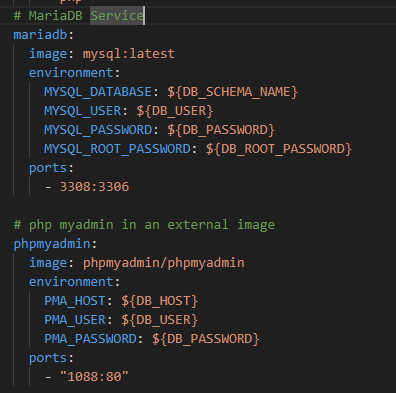 # MariaDB Service
mariadb:
  image: mysql:latest
  environment:
    MYSQL_DATABASE: ${DB_SCHEMA_NAME}
    MYSQL_USER: ${DB_USER}
    MYSQL_PASSWORD: ${DB_PASSWORD}
    MYSQL_ROOT_PASSWORD: ${DB_ROOT_PASSWORD}
  ports:
    - 3308:3306

# php myadmin in an external image
phpmyadmin:
  image: phpmyadmin/phpmyadmin
  environment:
    PMA_HOST: ${DB_HOST}
    PMA_USER: ${DB_USER}
    PMA_PASSWORD: ${DB_PASSWORD}
  ports:
    - "1088:80"